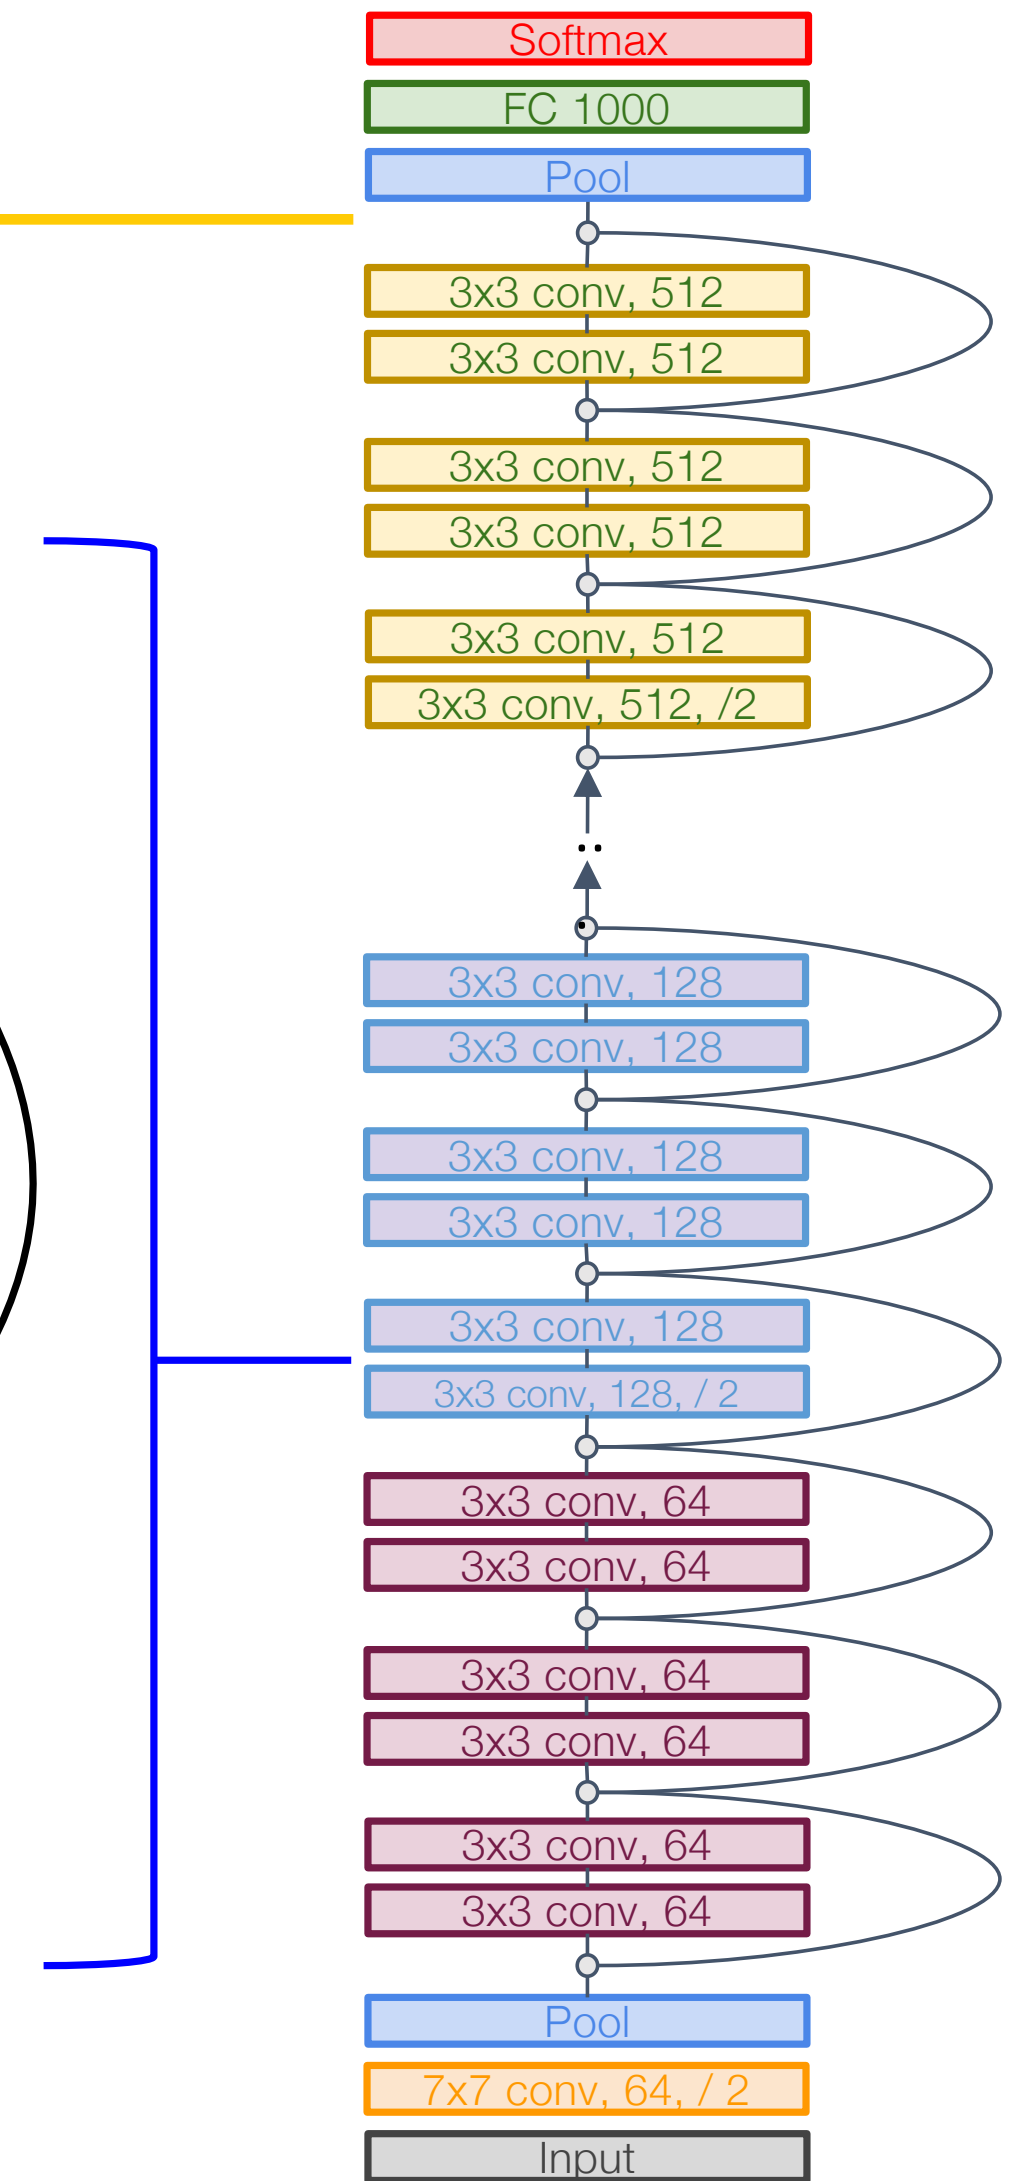 Softmax
FC 1000
Pool
3x3 conv, 512
3x3 conv, 512
3x3 conv, 512
3x3 conv, 512
3x3 conv, 512
3x3 conv, 512, /2
..
.
3x3 conv, 128
3x3 conv, 128
3x3 conv, 128
3x3 conv, 128
3x3 conv, 128
3x3 conv, 128, / 2
3x3 conv, 64
3x3 conv, 64
3x3 conv, 64
3x3 conv, 64
3x3 conv, 64
3x3 conv, 64
Pool
7x7 conv, 64, / 2
Input